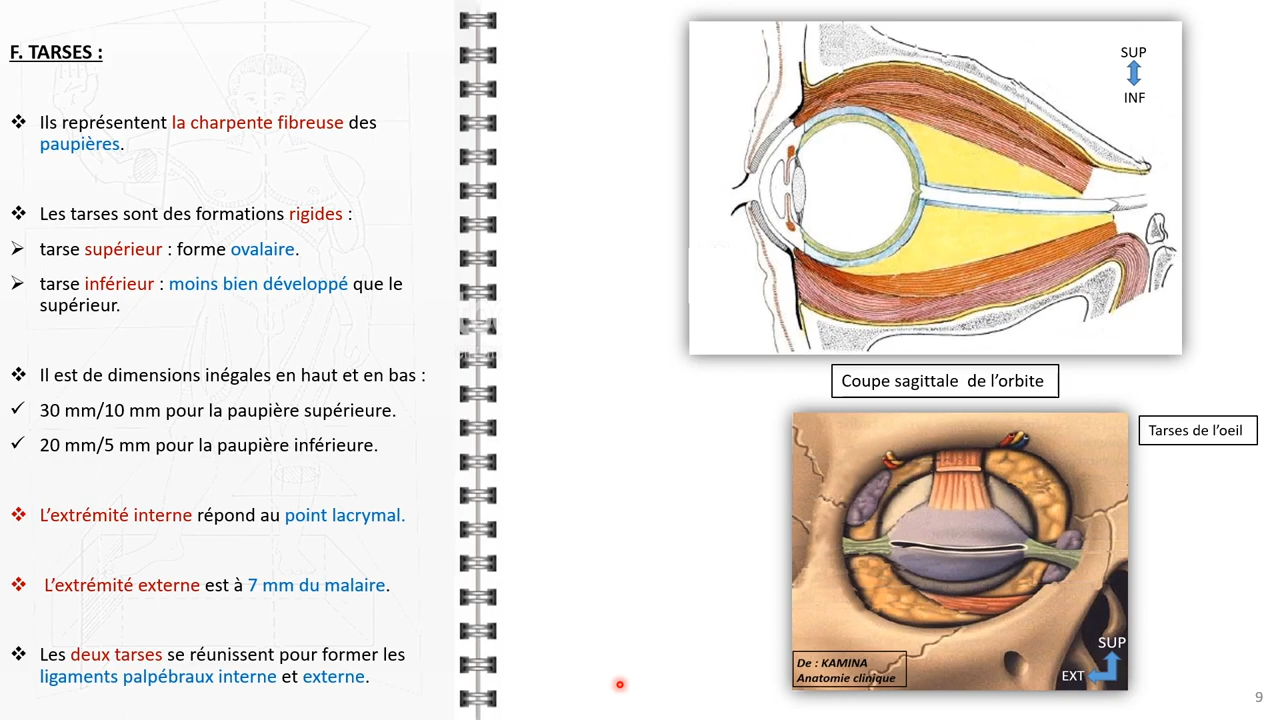 F. TARSES :
❖ Ils représentent la charpente fibreuse des
paupières.
❖ Les tarses sont des formations rigides :
➢ tarse supérieur : forme ovalaire.
➢ tarse inférieur : moins bien développé que le
supérieur.
❖ Il est de dimensions inégales en haut et en bas :
✓ 30 mm/10 mm pour la paupière supérieure.
✓ 20 mm/5 mm pour la paupière inférieure.
❖ L’extrémité interne répond au point lacrymal.
❖ L’extrémité externe est à 7 mm du malaire.
❖ Les deux tarses se réunissent pour former les
ligaments palpébraux interne et externe.
SUP
INF
Coupe sagittale de l’orbite
Tarses de l’oeil
SUP
EXT
De : KAMINA
Anatomie clinique
9